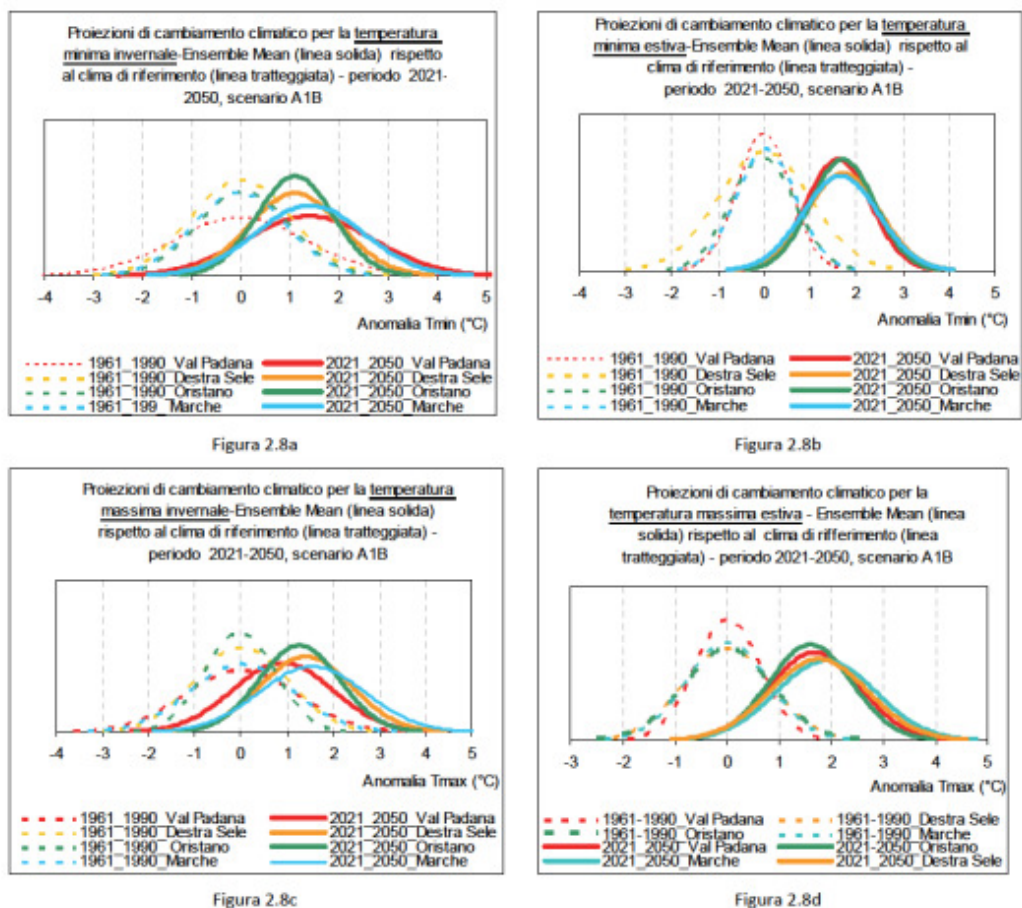 Proiezioni di cambiamento climatico per la temperatura
minima invernale-Ensemble Mean (linea solida) rispetto
al clima di riferimento (linea tratteggiata) - periodo 2021-
2050, scenario A1B
-4 -3 -2 -1 0 1 2 3 4 5
Anomalia Tmin (°C)
1961_1990_Val Padana 2021_2050_Val Padana
1961_1990_Destra Sele 2021_2050_Destra Sele
1961_1990_Oristano 2021_2050_Oristano
1961_199_Marche 2021_2050_Marche
Figura 2.8a
Proiezioni di cambiamento climatico per la temperatura
minima estiva-Ensemble Mean (linea solida) rispetto al
clima di riferimento (linea tratteggiata) -
periodo 2021-2050, scenario A1B
-4 -3 -2 -1 0 1 2 3 4 5
Anomalia Tmin (°C)
1961_1990_Val Padana 2021_2050_Val Padana
1961_1990_Destra Sele 2021_2050_Destra Sele
1961_1990_Oristano 2021_2050_Oristano
1961_1990_Marche 2021_2050_Marche
Figura 2.8b
Proiezioni di cambiamento climatico per la temperatura
massima invernale-Ensemble Mean (linea solida)
rispetto al clima di riferimento (linea tratteggiata) -
periodo 2021-2050, scenario A1B
-4 -3 -2 -1 0 1 2 3 4 5
Anomalia Tmax (°C)
1961_1990_Val Padana 2021_2050_Val Padana
1961_1990_Destra Sele 2021_2050_Destra Sele
1961_1990_Oristano 2021_2050_Oristano
1961_1990_Marche 2021_2050_Marche
Figura 2.8c
Proiezioni di cambiamento climatico per la
temperatura massima estiva - Ensemble Mean (linea
solida) rispetto al clima di rifferimento (linea
tratteggiata) - periodo 2021-2050, scenario A1B
-3 -2 -1 0 1 2 3 4 5
Anomalia Tmax (°C)
1961-1990_Val Padana 1961-1990_Destra Sele
1961-1990_Oristano 1961-1990_Marche
2021_2050_Val Padana 2021-2050_Oristano
2021_2050_Marche 2021_2050_Destra Sele
Figura 2.8d